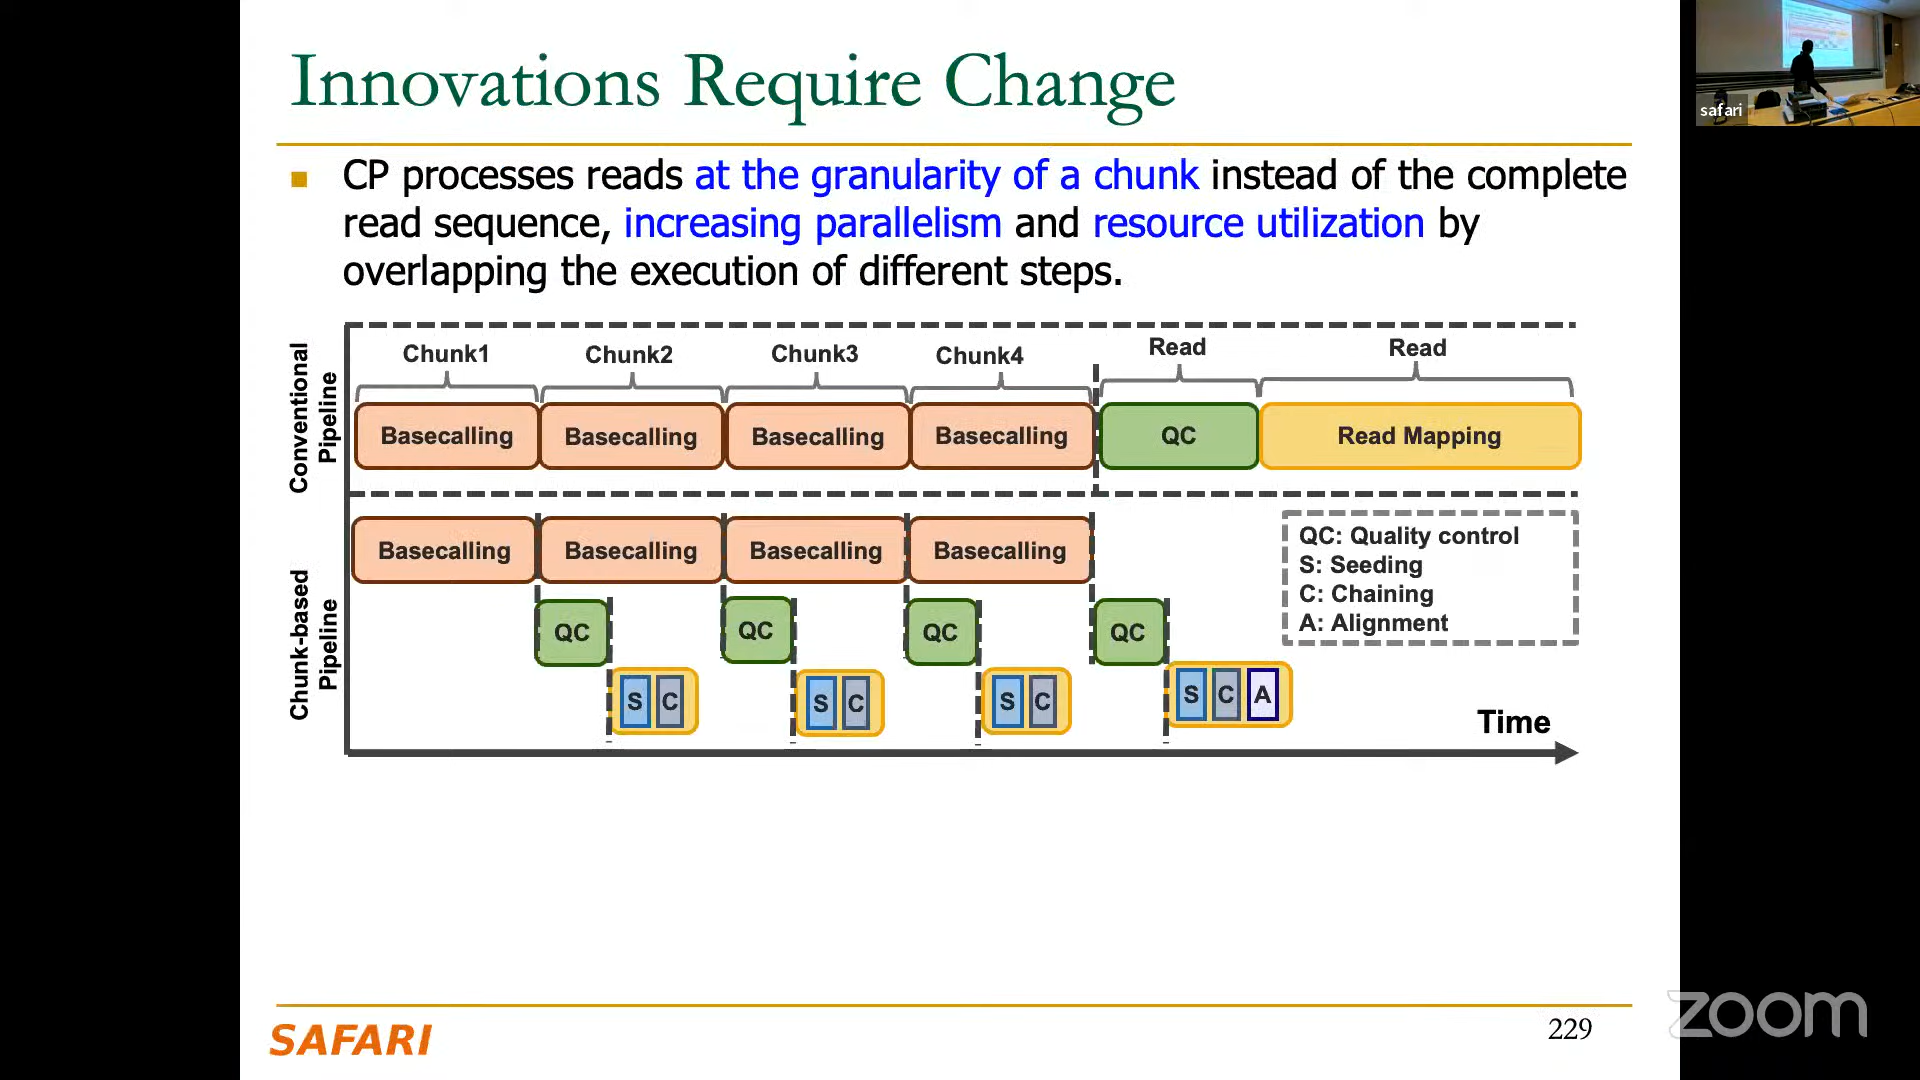 Innovations Require Change
safari
CP processes reads at the granularity of a chunk instead of the complete
read sequence, increasing parallelism and resource utilization by
overlapping the execution of different steps.
Conventional
Pipeline
Chunk1 Chunk2 Chunk3 Chunk4 Read Read
Basecalling Basecalling Basecalling Basecalling QC Read Mapping
Chunk-based
Pipeline
Basecalling Basecalling Basecalling Basecalling
QC: Quality control
S: Seeding
C: Chaining
A: Alignment
QC QC QC QC
S C S C S C S C A
Time
SAFARI
229
zoom